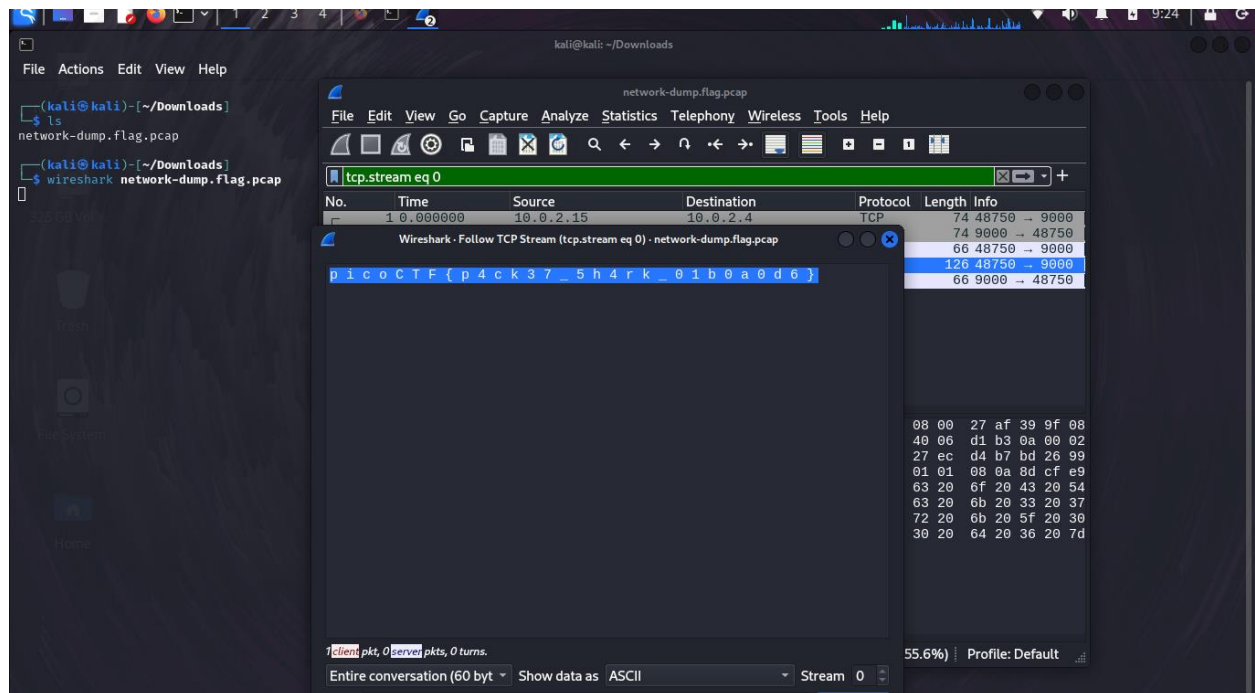 1 2 3 4 2 9:24
kali@kali: ~/Downloads
File Actions Edit View Help
(kali㉿kali)-[~/Downloads]
$ ls
network-dump.flag.pcap
(kali㉿kali)-[~/Downloads]
$ wireshark network-dump.flag.pcap
Trash
File System
Home
network-dump.flag.pcap
File Edit View Go Capture Analyze Statistics Telephony Wireless Tools Help
tcp.stream eq 0
No. Time Source Destination Protocol Length Info
1 0.000000 10.0.2.15 10.0.2.4 TCP 74 48750 → 9000
74 9000 → 48750
66 48750 → 9000
126 48750 → 9000
66 9000 → 48750
Wireshark · Follow TCP Stream (tcp.stream eq 0) · network-dump.flag.pcap
p i c o C T F { p 4 c k 3 7 _ 5 h 4 r k _ 0 1 b 0 a 0 d 6 }
08 00 27 af 39 9f 08
40 06 d1 b3 0a 00 02
27 ec d4 b7 bd 26 99
01 01 08 0a 8d cf e9
63 20 6f 20 43 20 54
63 20 6b 20 33 20 37
72 20 6b 20 5f 20 30
30 20 64 20 36 20 7d
1 client pkt, 0 server pkts, 0 turns.
55.6%) Profile: Default
Entire conversation (60 byt Show data as ASCII Stream 0